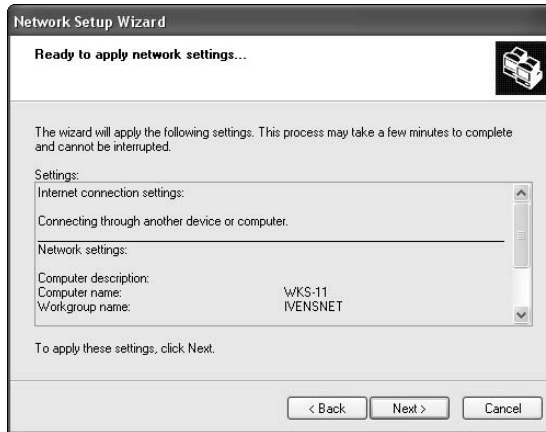 Network Setup Wizard
Ready to apply network settings...
The wizard will apply the following settings. This process may take a few minutes to complete
and cannot be interrupted.
Settings:
Internet connection settings:
Connecting through another device or computer.
Network settings:
Computer description:
Computer name: WKS-11
Workgroup name: IVENSNET
To apply these settings, click Next.
< Back Next > Cancel